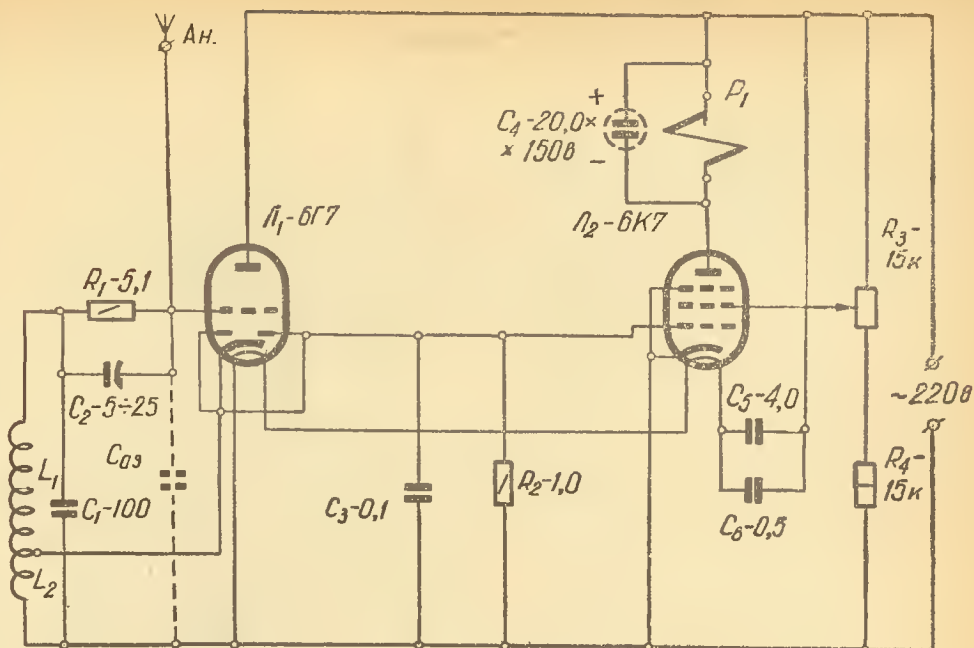 Ан.
Л₁-6Г7
R₁-5,1
C₂-5÷25
L₁
C₁-100
L₂
Cаз
C₃-0,1
R₂-1,0
+
C₄-20,0×
× 150в
−
P₁
Л₂-6К7
R₃-
15к
~220в
C₅-4,0
C₆-0,5
R₄-
15к